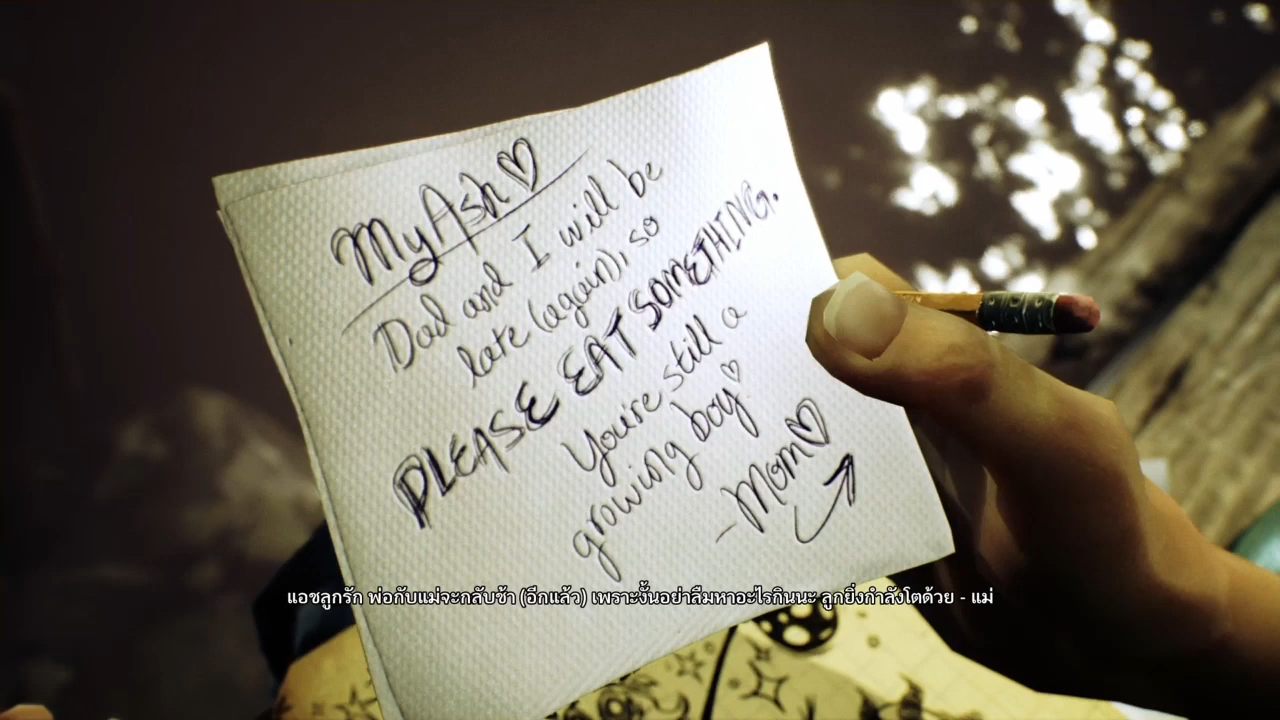 My Ash ♡
Dad and I will be
late (again), so
PLEASE EAT SOMETHING.
You're still a
growing boy ♡
- Mom ♡
แอชลูกรัก พ่อกับแม่จะกลับช้า (อีกแล้ว) เพราะงั้นอย่าลืมหาอะไรกินนะ ลูกยิ่งกำลังโตด้วย - แม่